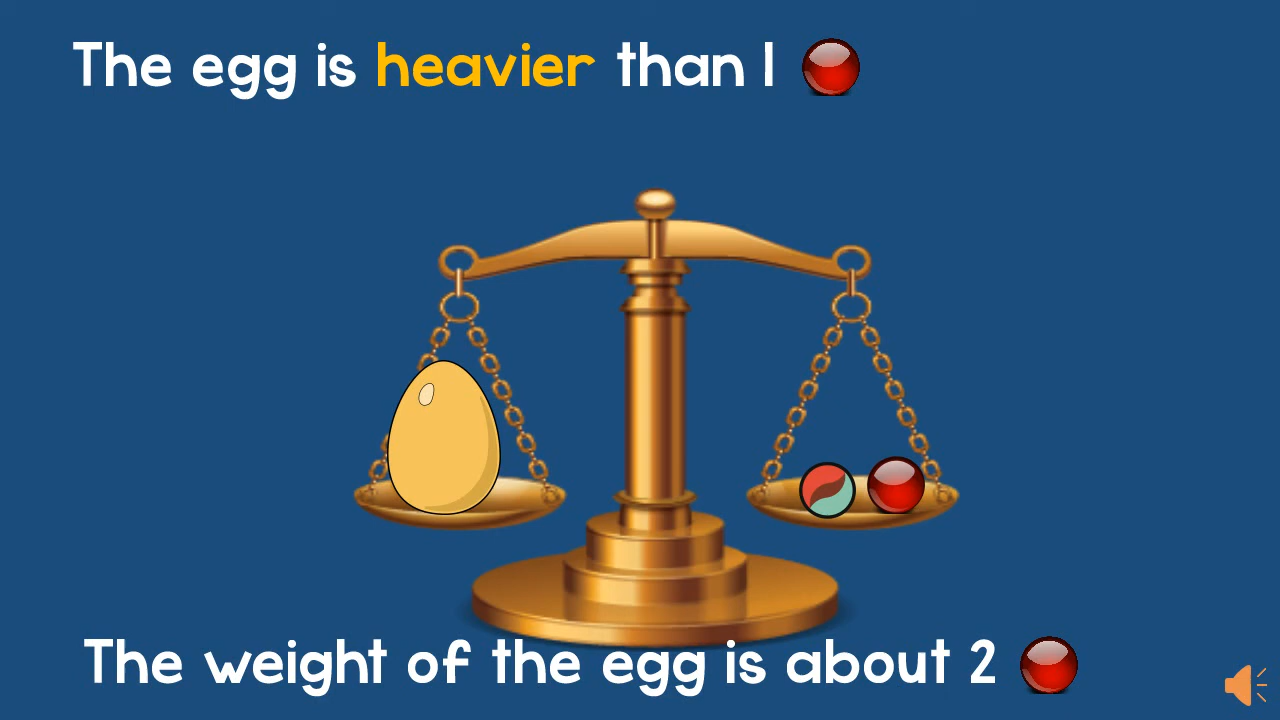 The egg is heavier than 1
The weight of the egg is about 2